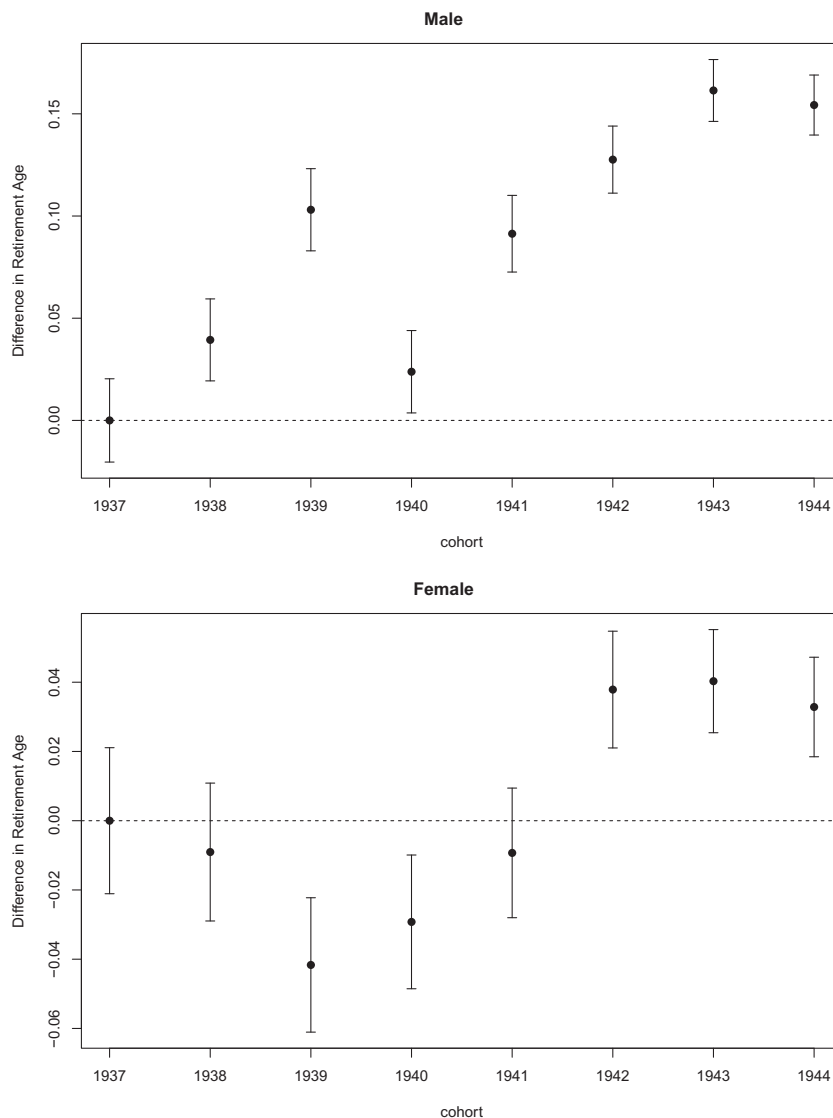 Male
Difference in Retirement Age
0.15
0.10
0.05
0.00
1937 1938 1939 1940 1941 1942 1943 1944
cohort
Female
Difference in Retirement Age
0.04
0.02
0.00
−0.02
−0.04
−0.06
1937 1938 1939 1940 1941 1942 1943 1944
cohort